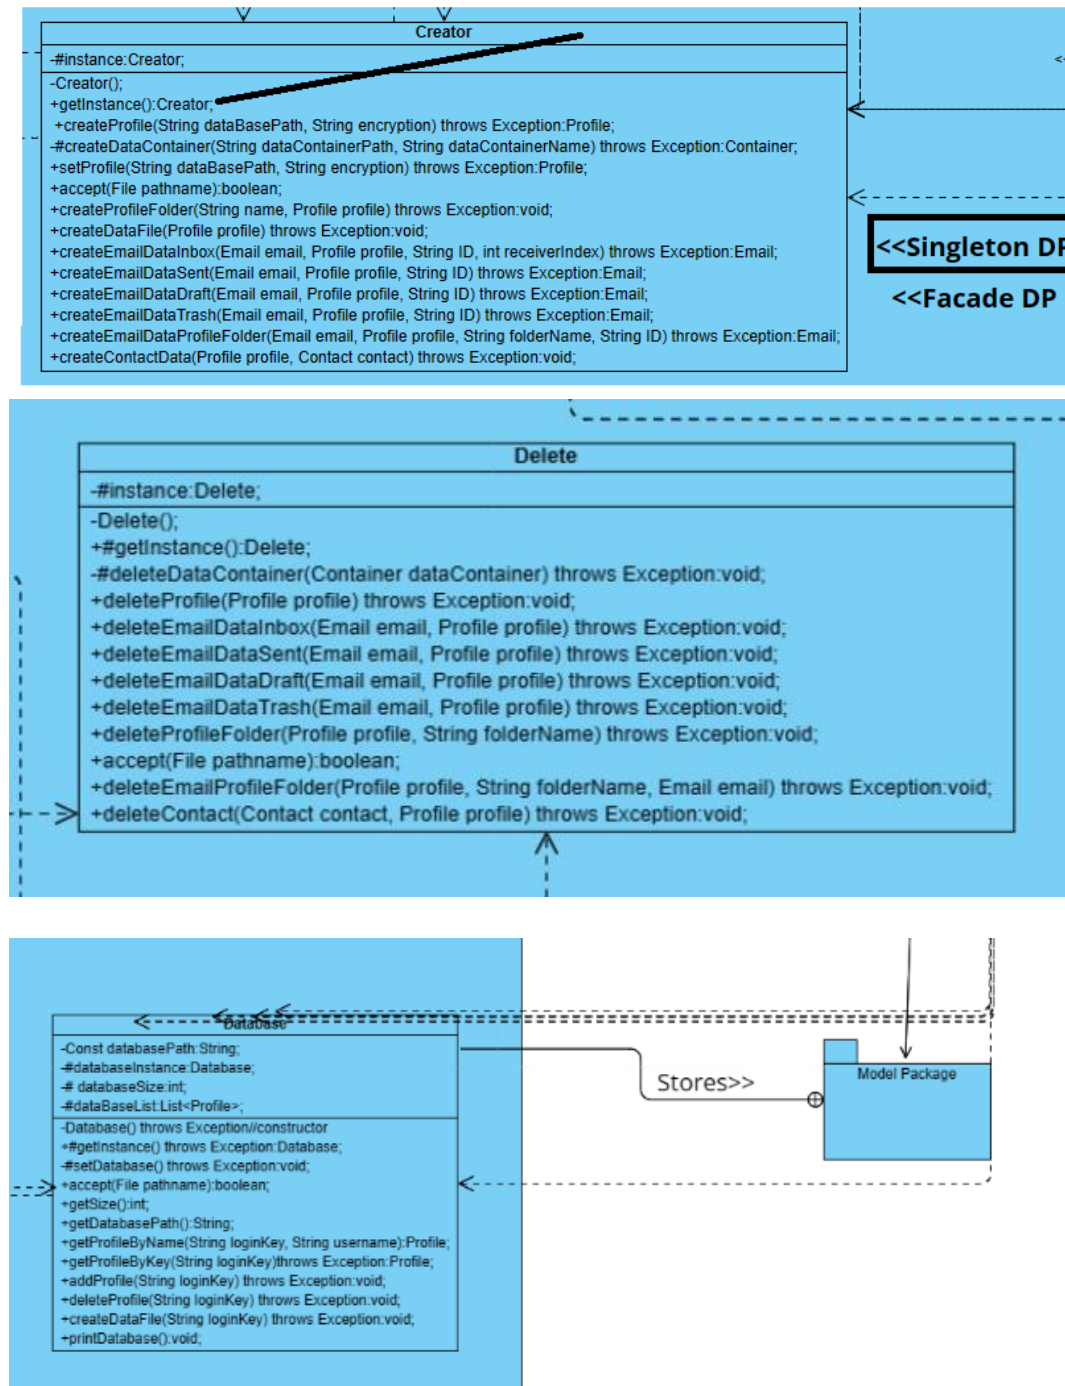 Creator
-#instance:Creator;
-Creator();
+getInstance():Creator;
+createProfile(String dataBasePath, String encryption) throws Exception:Profile;
-#createDataContainer(String dataContainerPath, String dataContainerName) throws Exception:Container;
+setProfile(String dataBasePath, String encryption) throws Exception:Profile;
+accept(File pathname):boolean;
+createProfileFolder(String name, Profile profile) throws Exception:void;
+createDataFile(Profile profile) throws Exception:void;
+createEmailDataInbox(Email email, Profile profile, String ID, int receiverIndex) throws Exception:Email;
+createEmailDataSent(Email email, Profile profile, String ID) throws Exception:Email;
+createEmailDataDraft(Email email, Profile profile, String ID) throws Exception:Email;
+createEmailDataTrash(Email email, Profile profile, String ID) throws Exception:Email;
+createEmailDataProfileFolder(Email email, Profile profile, String folderName, String ID) throws Exception:Email;
+createContactData(Profile profile, Contact contact) throws Exception:void;
<
<<Singleton DP
<<Facade DP
Delete
-#instance:Delete;
-Delete();
+#getInstance():Delete;
-#deleteDataContainer(Container dataContainer) throws Exception:void;
+deleteProfile(Profile profile) throws Exception:void;
+deleteEmailDataInbox(Email email, Profile profile) throws Exception:void;
+deleteEmailDataSent(Email email, Profile profile) throws Exception:void;
+deleteEmailDataDraft(Email email, Profile profile) throws Exception:void;
+deleteEmailDataTrash(Email email, Profile profile) throws Exception:void;
+deleteProfileFolder(Profile profile, String folderName) throws Exception:void;
+accept(File pathname):boolean;
+deleteEmailProfileFolder(Profile profile, String folderName, Email email) throws Exception:void;
+deleteContact(Contact contact, Profile profile) throws Exception:void;
Database
-Const databasePath:String;
-#databaseInstance:Database;
-# databaseSize:int;
-#dataBaseList:List<Profile>;
-Database() throws Exception//constructor
+#getInstance() throws Exception:Database;
-#setDatabase() throws Exception:void;
+accept(File pathname):boolean;
+getSize():int;
+getDatabasePath():String;
+getProfileByName(String loginKey, String username):Profile;
+getProfileByKey(String loginKey)throws Exception:Profile;
+addProfile(String loginKey) throws Exception:void;
+deleteProfile(String loginKey) throws Exception:void;
+createDataFile(String loginKey) throws Exception:void;
+printDatabase():void;
Stores>>
Model Package